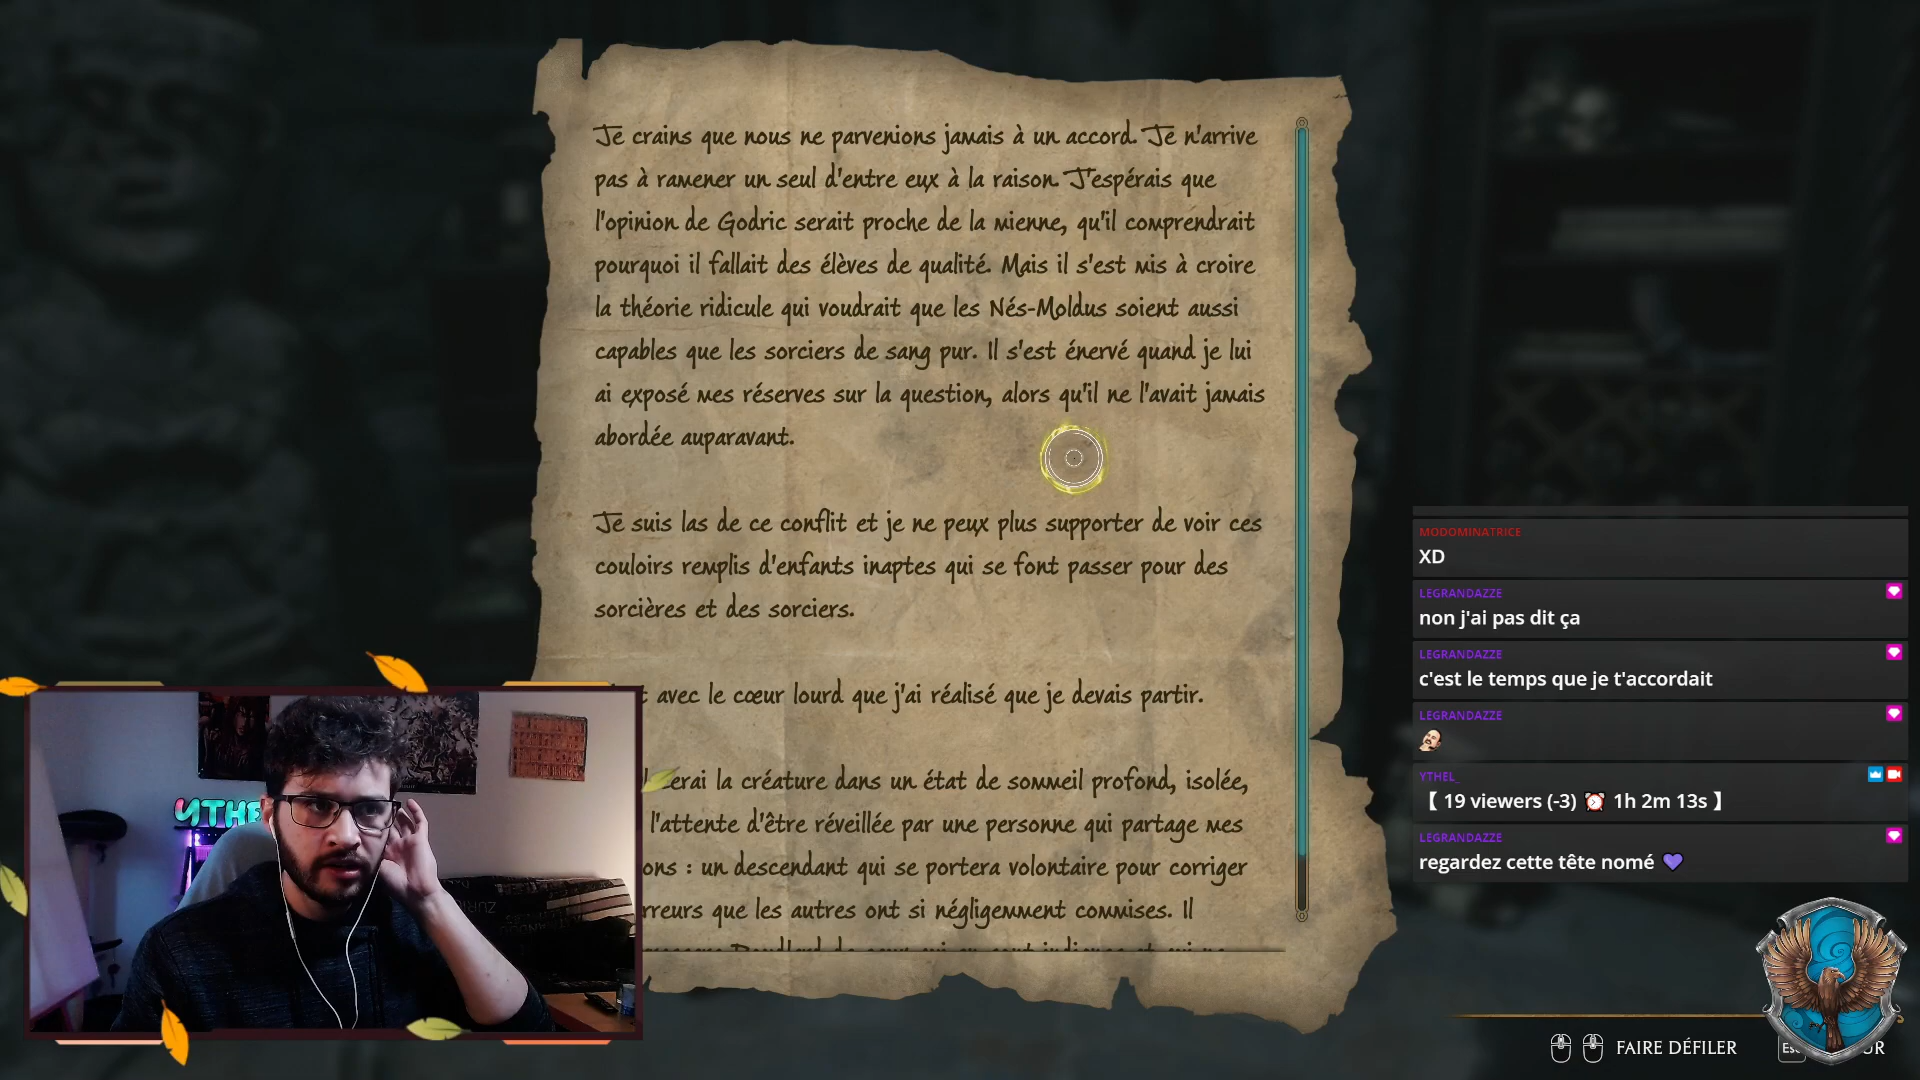 Je crains que nous ne parvenions jamais à un accord. Je n'arrive
pas à ramener un seul d'entre eux à la raison. J'espérais que
l'opinion de Godric serait proche de la mienne, qu'il comprendrait
pourquoi il fallait des élèves de qualité. Mais il s'est mis à croire
la théorie ridicule qui voudrait que les Nés-Moldus soient aussi
capables que les sorciers de sang pur. Il s'est énervé quand je lui
ai exposé mes réserves sur la question, alors qu'il ne l'avait jamais
abordée auparavant.
Je suis las de ce conflit et je ne peux plus supporter de voir ces
couloirs remplis d'enfants inaptes qui se font passer pour des
sorcières et des sorciers.
avec le cœur lourd que j'ai réalisé que je devais partir.
la créature dans un état de sommeil profond, isolée,
l'attente d'être réveillée par une personne qui partage mes
: un descendant qui se portera volontaire pour corriger
que les autres ont si négligemment commises. Il
YTHE
MODOMINATRICE
XD
LEGRANDAZZE
non j'ai pas dit ça
LEGRANDAZZE
c'est le temps que je t'accordait
LEGRANDAZZE
YTHEL_
【 19 viewers (-3) ⏰ 1h 2m 13s 】
LEGRANDAZZE
regardez cette tête nomé 💜
FAIRE DÉFILER